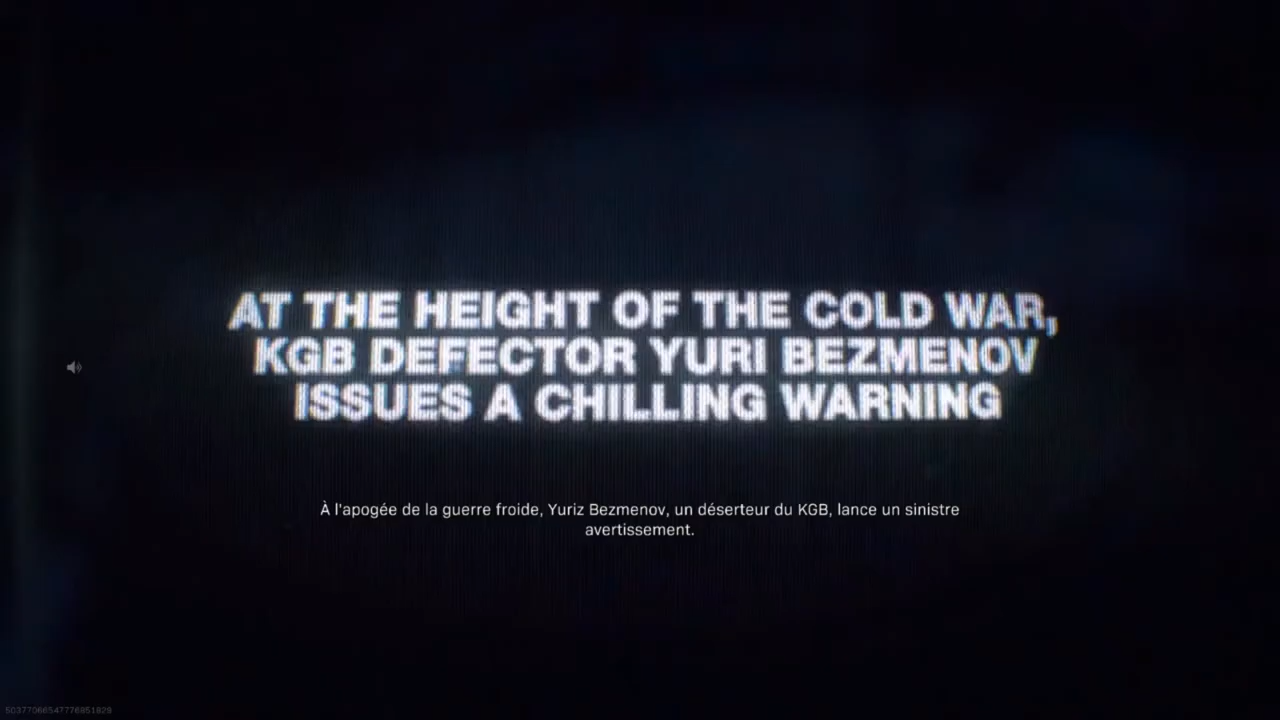 AT THE HEIGHT OF THE COLD WAR,
KGB DEFECTOR YURI BEZMENOV
ISSUES A CHILLING WARNING
À l'apogée de la guerre froide, Yuriz Bezmenov, un déserteur du KGB, lance un sinistre
avertissement.